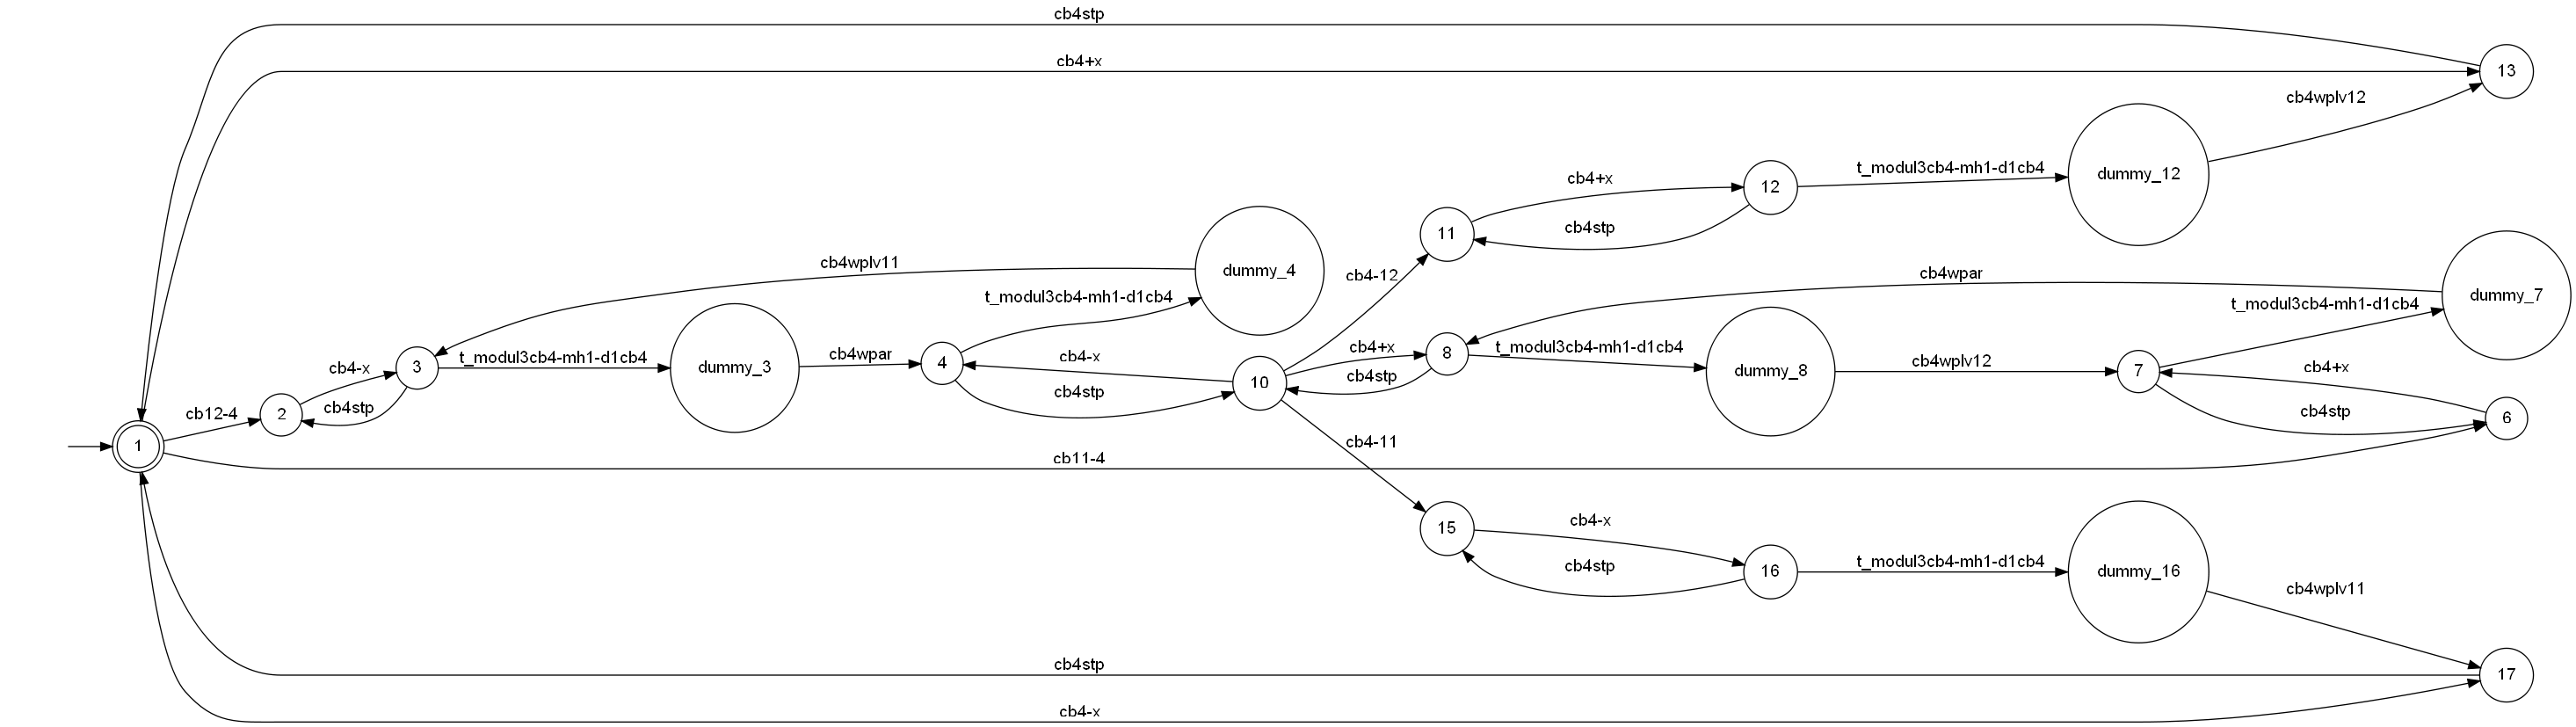 cb4stp
cb4+x
13
cb4wplv12
t_modul3cb4-mh1-d1cb4
dummy_12
cb4+x
12
cb4stp
11
cb4-12
dummy_4
cb4wplv11
t_modul3cb4-mh1-d1cb4
cb4wpar
dummy_7
t_modul3cb4-mh1-d1cb4
cb4-x
3
t_modul3cb4-mh1-d1cb4
dummy_3
cb4wpar
4
cb4-x
cb4stp
10
cb4+x
cb4stp
8
t_modul3cb4-mh1-d1cb4
dummy_8
cb4wplv12
7
cb4+x
cb4stp
6
1
cb12-4
2
cb4stp
cb11-4
cb4-11
15
cb4-x
cb4stp
16
t_modul3cb4-mh1-d1cb4
dummy_16
cb4wplv11
cb4stp
17
cb4-x